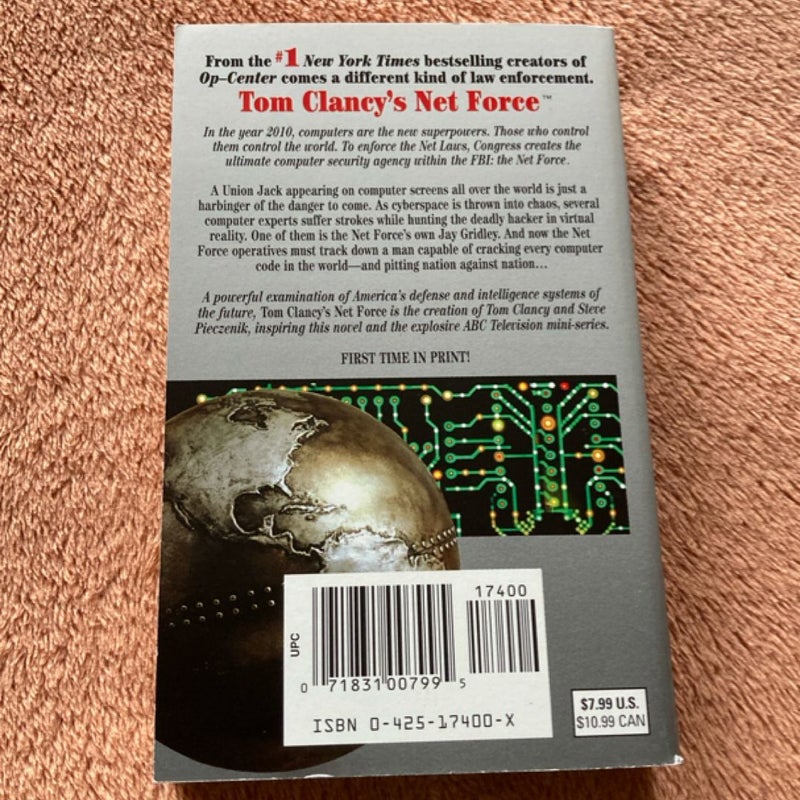 From the #1 New York Times bestselling creators of
Op-Center comes a different kind of law enforcement.
Tom Clancy's Net Force™
In the year 2010, computers are the new superpowers. Those who control
them control the world. To enforce the Net Laws, Congress creates the
ultimate computer security agency within the FBI: the Net Force.
A Union Jack appearing on computer screens all over the world is just a
harbinger of the danger to come. As cyberspace is thrown into chaos, several
computer experts suffer strokes while hunting the deadly hacker in virtual
reality. One of them is the Net Force's own Jay Gridley. And now the Net
Force operatives must track down a man capable of cracking every computer
code in the world—and pitting nation against nation...
A powerful examination of America's defense and intelligence systems of
the future, Tom Clancy's Net Force is the creation of Tom Clancy and Steve
Pieczenik, inspiring this novel and the explosive ABC Television mini-series.
FIRST TIME IN PRINT!
17400
UPC
0 71831 00799 5
ISBN 0-425-17400-X
$7.99 U.S.
$10.99 CAN